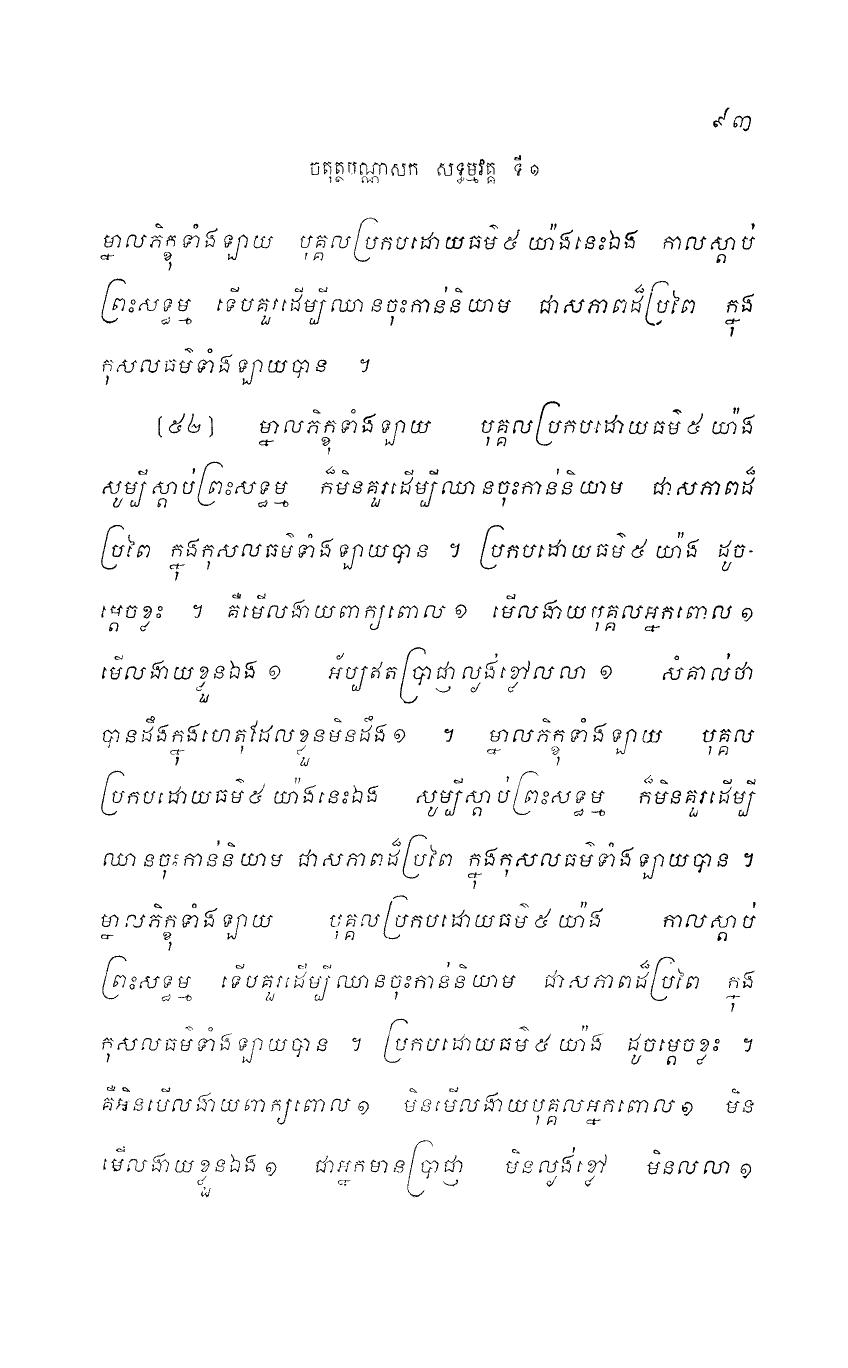 ៩៣
ចតុត្ថបណ្ណាសក សទ្ធម្មវគ្គ ទី១
ម្នាលភិក្ខុទាំងឡាយ បុគ្គលប្រកបដោយធម៌៥ យ៉ាងនេះឯង កាលស្តាប់
ព្រះសទ្ធម្ម ទើបគួរដើម្បីឈានចុះកាន់និយាម ជាសភាពដ៏ប្រពៃ ក្នុង
កុសលធម៌ទាំងឡាយបាន ។
[៥២] ម្នាលភិក្ខុទាំងឡាយ បុគ្គលប្រកបដោយធម៌៥ យ៉ាង
សូម្បីស្តាប់ព្រះសទ្ធម្ម ក៏មិនគួរដើម្បីឈានចុះកាន់និយាម ជាសភាពដ៏
ប្រពៃ ក្នុងកុសលធម៌ទាំងឡាយបាន ។ ប្រកបដោយធម៌៥ យ៉ាង ដូច-
ម្តេចខ្លះ ។ គឺមើលងាយពាក្យពោល ១ មើលងាយបុគ្គលអ្នកពោល ១
មើលងាយខ្លួនឯង ១ អ័ប្បឥតប្រាជ្ញាល្ងង់ខ្លៅលលា ១ សំគាល់ថា
បានដឹងក្នុងហេតុដែលខ្លួនមិនដឹង ១ ។ ម្នាលភិក្ខុទាំងឡាយ បុគ្គល
ប្រកបដោយធម៌៥ យ៉ាងនេះឯង សូម្បីស្តាប់ព្រះសទ្ធម្ម ក៏មិនគួរដើម្បី
ឈានចុះកាន់និយាម ជាសភាពដ៏ប្រពៃ ក្នុងកុសលធម៌ទាំងឡាយបាន ។
ម្នាលភិក្ខុទាំងឡាយ បុគ្គលប្រកបដោយធម៌៥ យ៉ាង កាលស្តាប់
ព្រះសទ្ធម្ម ទើបគួរដើម្បីឈានចុះកាន់និយាម ជាសភាពដ៏ប្រពៃ ក្នុង
កុសលធម៌ទាំងឡាយបាន ។ ប្រកបដោយធម៌៥ យ៉ាង ដូចម្តេចខ្លះ ។
គឺមិនមើលងាយពាក្យពោល ១ មិនមើលងាយបុគ្គលអ្នកពោល ១ មិន
មើលងាយខ្លួនឯង ១ ជាអ្នកមានប្រាជ្ញា មិនល្ងង់ខ្លៅ មិនលលា ១